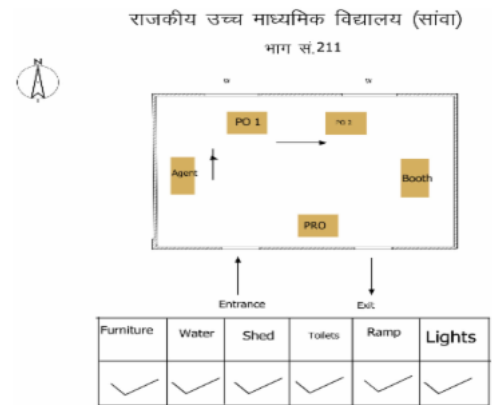 राजकीय उच्च माध्यमिक विद्यालय (सांवा)
भाग सं.211
PO 1
PO 2
Agent
Booth
PRO
Entrance
Exit
Furniture Water Shed Toilets Ramp Lights